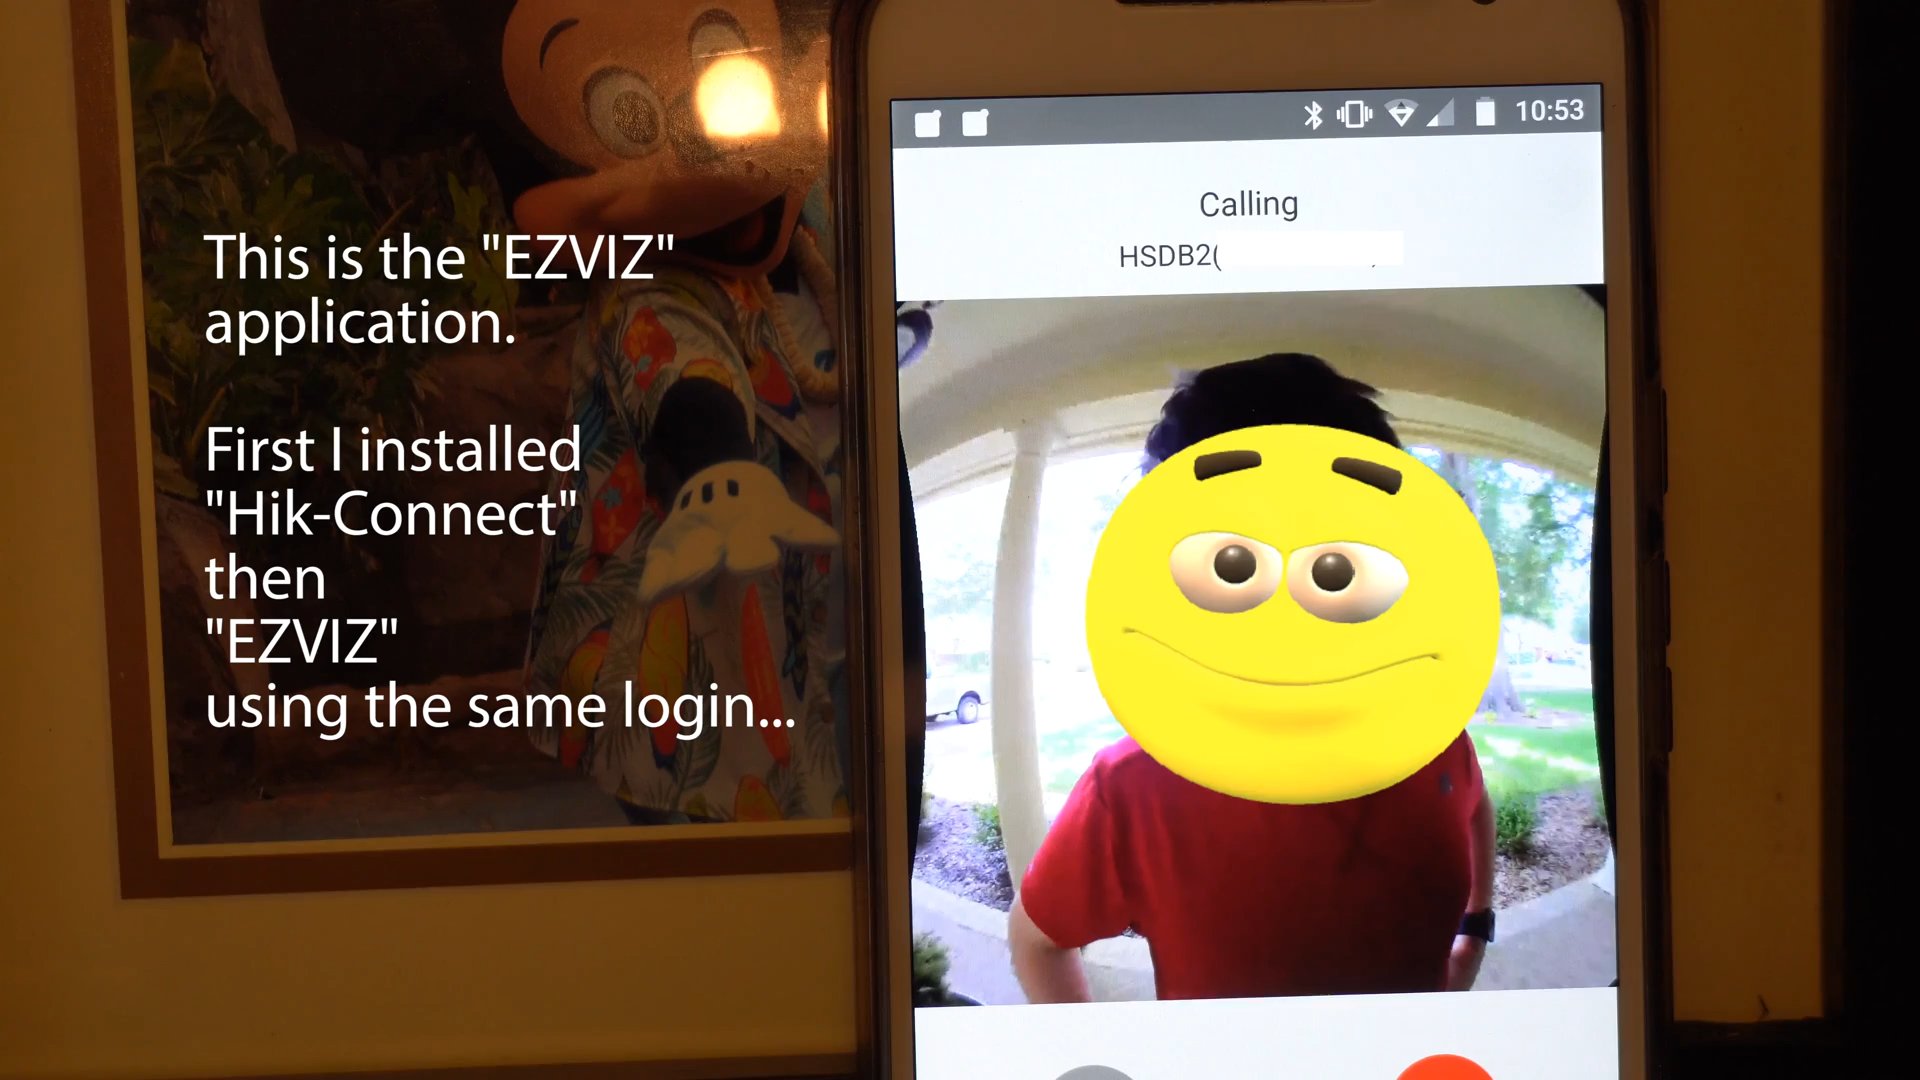 This is the "EZVIZ"
application.
First I installed
"Hik-Connect"
then
"EZVIZ"
using the same login...
10:53
Calling
HSDB2(